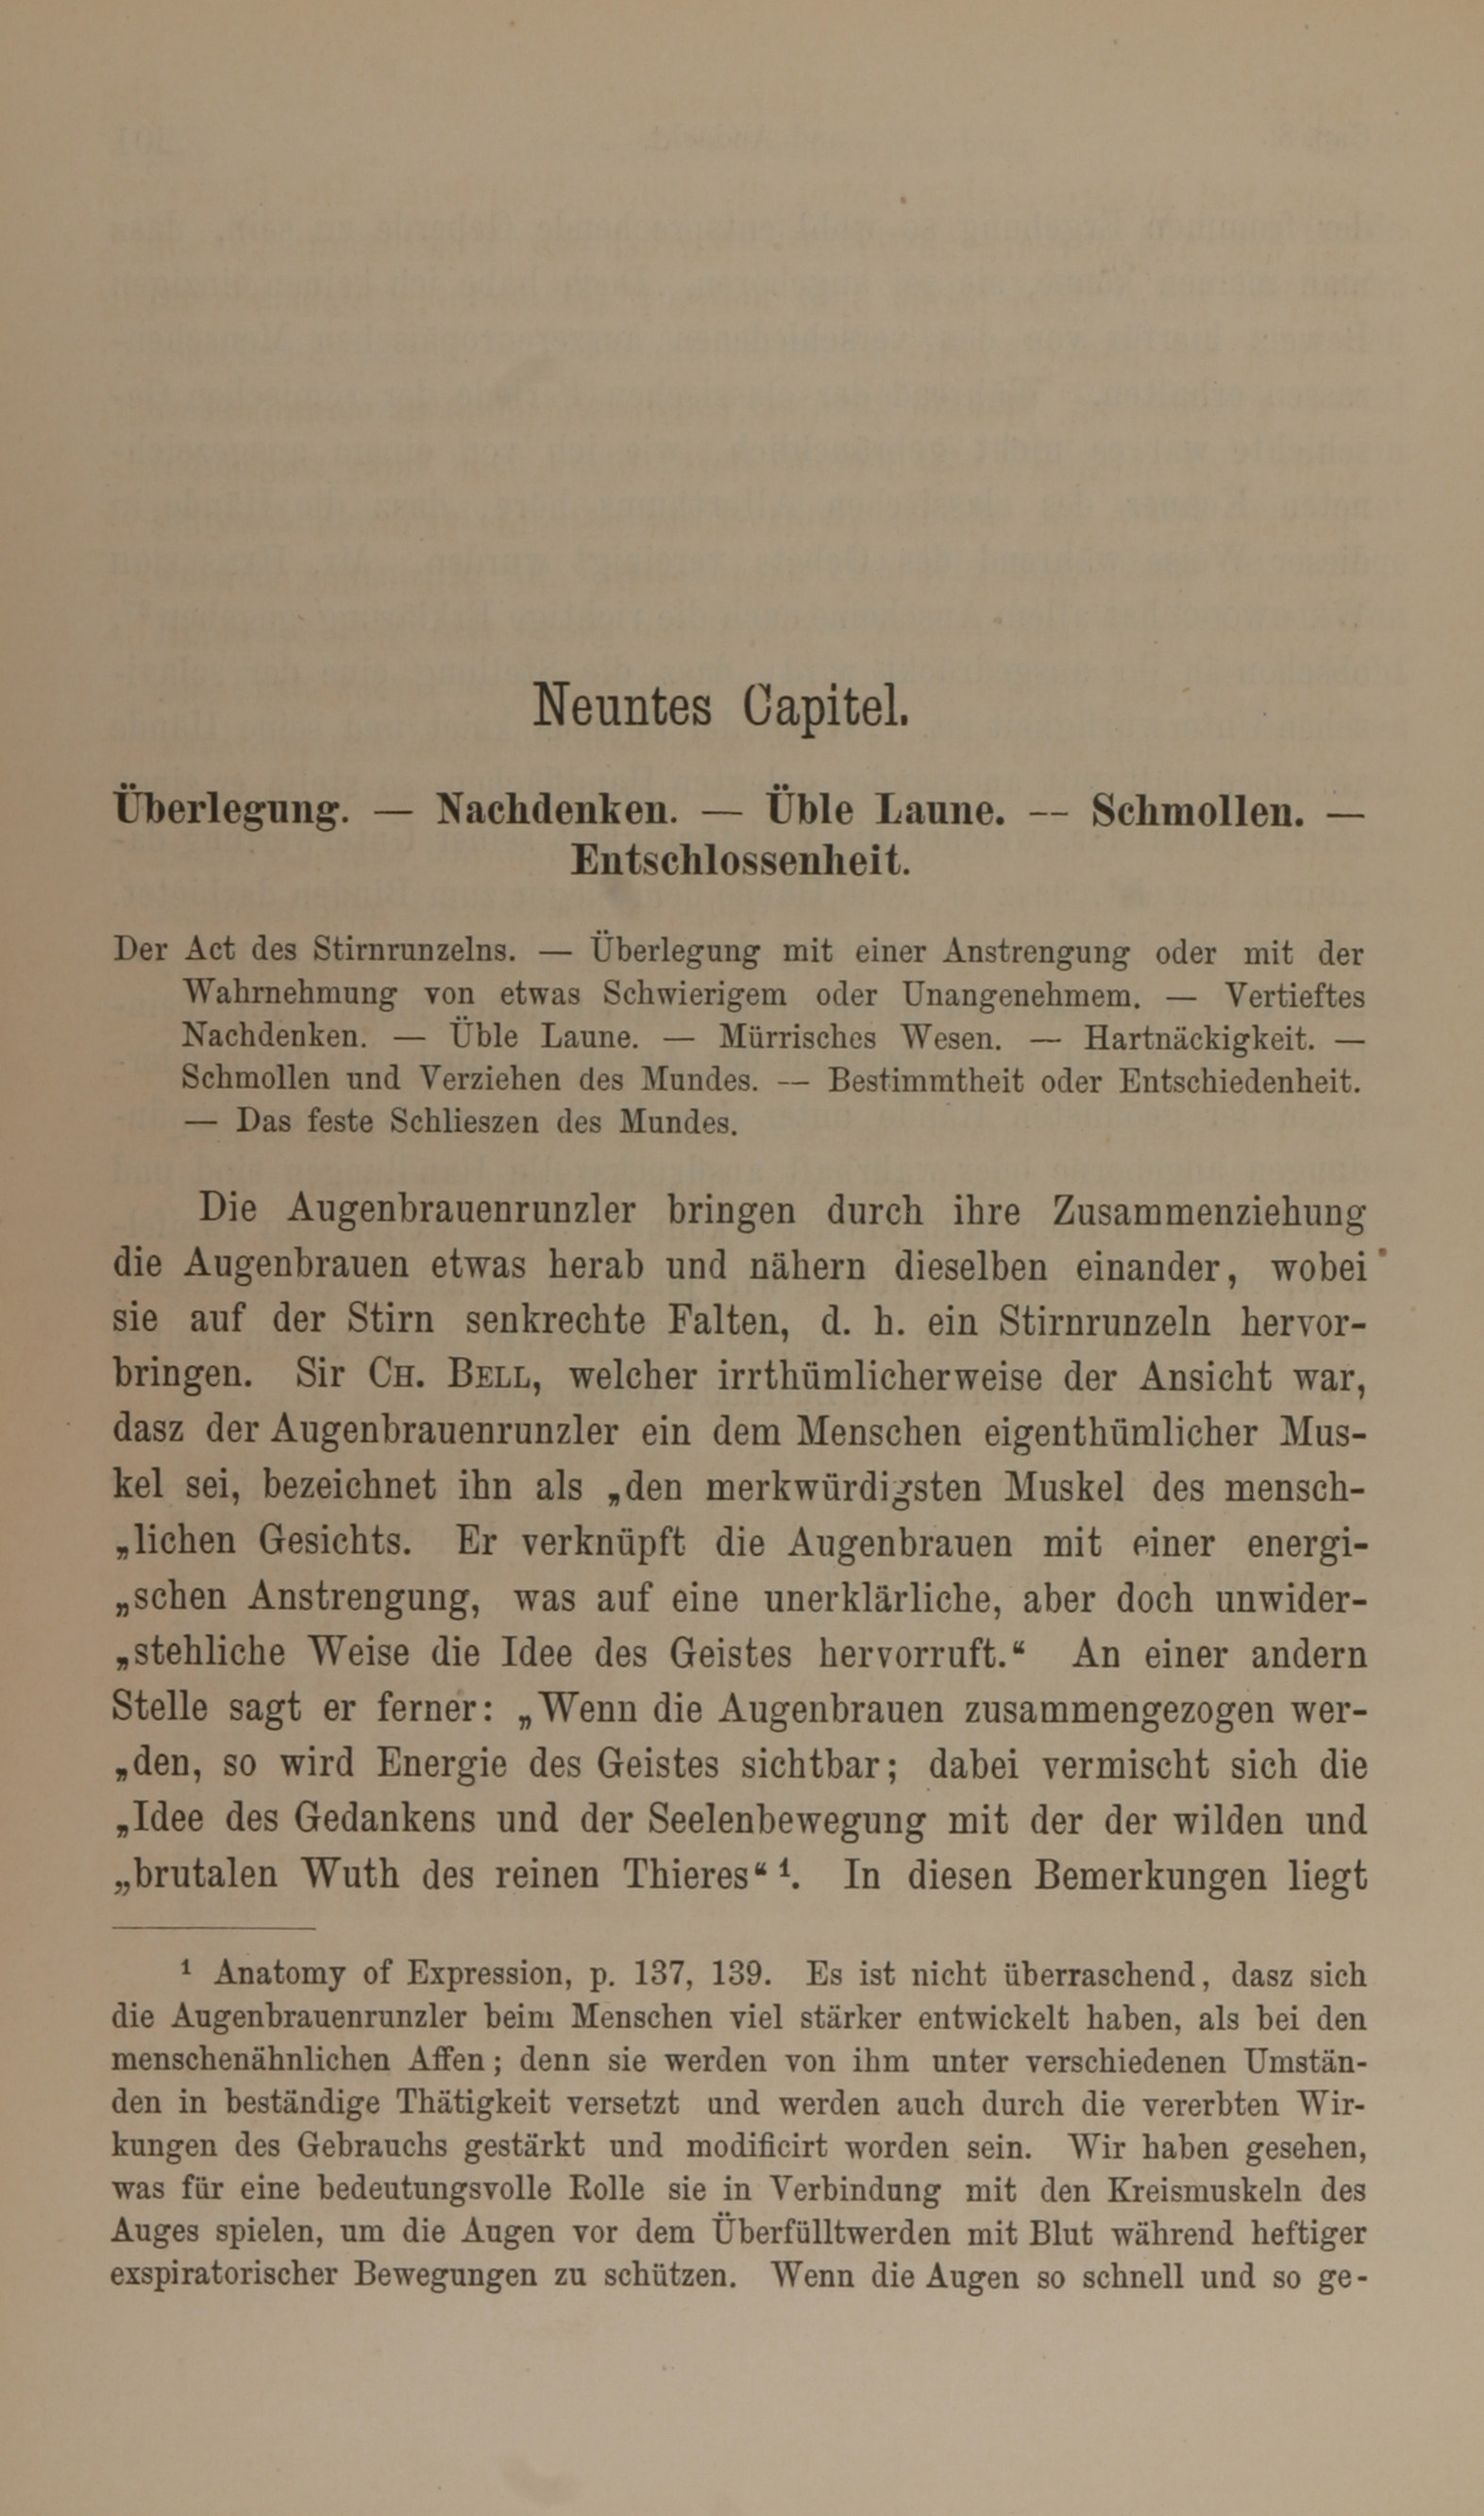 Neuntes Capitel.
Überlegung. — Nachdenken. — Üble Laune. — Schmollen. —
Entschlossenheit.
Der Act des Stirnrunzelns. — Überlegung mit einer Anstrengung oder mit der
Wahrnehmung von etwas Schwierigem oder Unangenehmem. — Vertieftes
Nachdenken. — Üble Laune. — Mürrisches Wesen. — Hartnäckigkeit. —
Schmollen und Verziehen des Mundes. — Bestimmtheit oder Entschiedenheit.
— Das feste Schlieszen des Mundes.
Die Augenbrauenrunzler bringen durch ihre Zusammenziehung
die Augenbrauen etwas herab und nähern dieselben einander, wobei
sie auf der Stirn senkrechte Falten, d. h. ein Stirnrunzeln hervor-
bringen. Sir CH. BELL, welcher irrthümlicherweise der Ansicht war,
dasz der Augenbrauenrunzler ein dem Menschen eigenthümlicher Mus-
kel sei, bezeichnet ihn als „den merkwürdigsten Muskel des mensch-
„lichen Gesichts. Er verknüpft die Augenbrauen mit einer energi-
„schen Anstrengung, was auf eine unerklärliche, aber doch unwider-
„stehliche Weise die Idee des Geistes hervorruft.“ An einer andern
Stelle sagt er ferner: „Wenn die Augenbrauen zusammengezogen wer-
„den, so wird Energie des Geistes sichtbar; dabei vermischt sich die
„Idee des Gedankens und der Seelenbewegung mit der der wilden und
„brutalen Wuth des reinen Thieres“ ¹. In diesen Bemerkungen liegt
¹ Anatomy of Expression, p. 137, 139. Es ist nicht überraschend, dasz sich
die Augenbrauenrunzler beim Menschen viel stärker entwickelt haben, als bei den
menschenähnlichen Affen; denn sie werden von ihm unter verschiedenen Umstän-
den in beständige Thätigkeit versetzt und werden auch durch die vererbten Wir-
kungen des Gebrauchs gestärkt und modificirt worden sein. Wir haben gesehen,
was für eine bedeutungsvolle Rolle sie in Verbindung mit den Kreismuskeln des
Auges spielen, um die Augen vor dem Überfülltwerden mit Blut während heftiger
exspiratorischer Bewegungen zu schützen. Wenn die Augen so schnell und so ge-